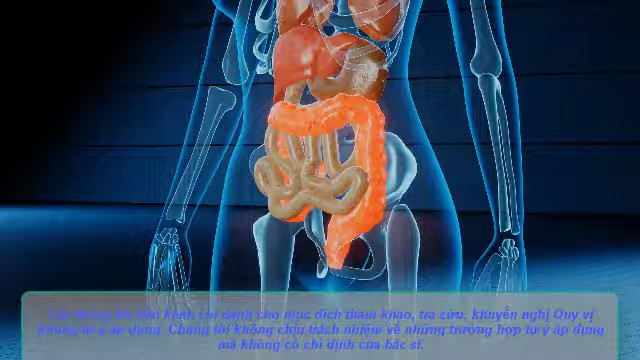 Các thông tin trên kênh chỉ dành cho mục đích tham khảo, tra cứu, khuyến nghị Quý vị
không tự ý áp dụng. Chúng tôi không chịu trách nhiệm về những trường hợp tự ý áp dụng
mà không có chỉ định của bác sĩ.